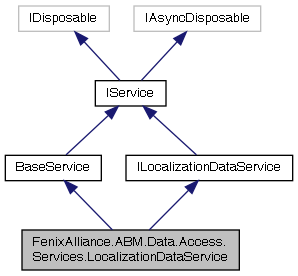 IDisposable
IAsyncDisposable
IService
BaseService
ILocalizationDataService
FenixAlliance.ABM.Data.Access.
Services.LocalizationDataService